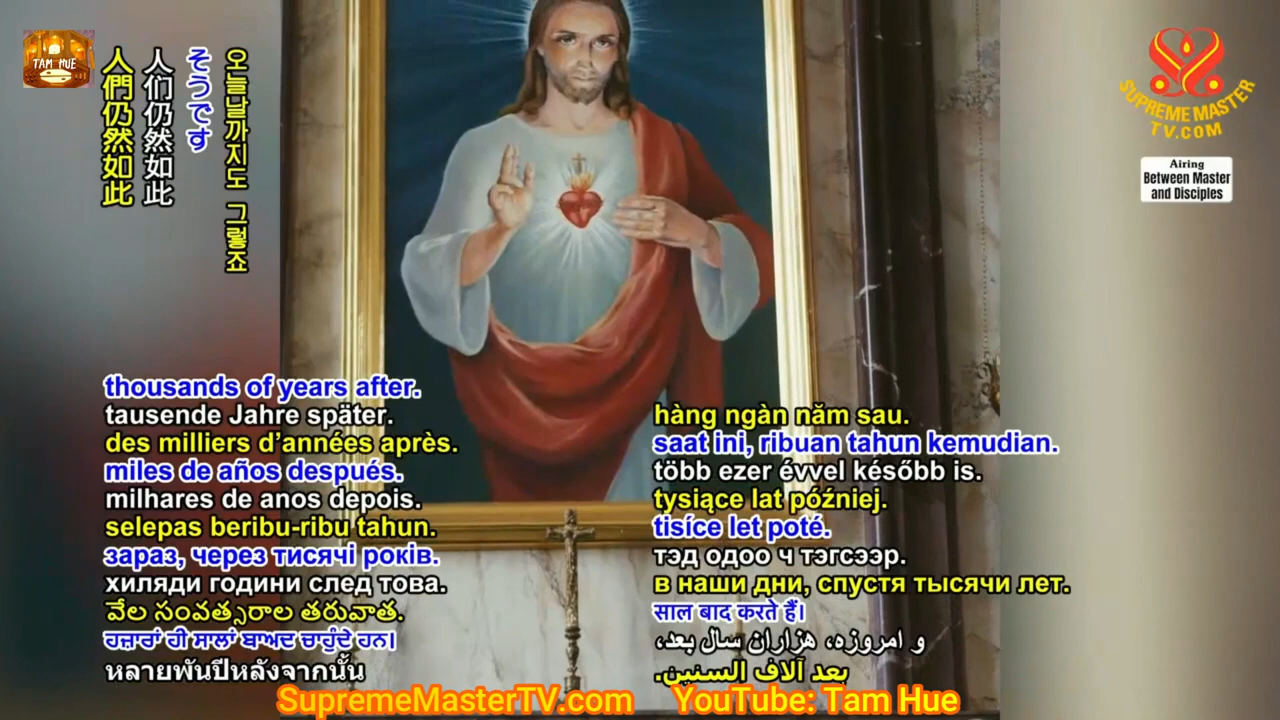 TAM HUE
人們仍然如此
人们仍然如此
そうです
오늘날까지도 그렇죠
SUPREME MASTER
TV.COM
Airing
Between Master
and Disciples
thousands of years after.
tausende Jahre später.
des milliers d’années après.
miles de años después.
milhares de anos depois.
selepas beribu-ribu tahun.
зараз, через тисячі років.
хиляди години след това.
వేల సంవత్సరాల తరువాత.
ਹਜ਼ਾਰਾਂ ਹੀ ਸਾਲਾਂ ਬਾਅਦ ਚਾਹੁੰਦੇ ਹਨ।
หลายพันปีหลังจากนั้น
hàng ngàn năm sau.
saat ini, ribuan tahun kemudian.
több ezer évvel később is.
tysiące lat później.
tisíce let poté.
тэд одоо ч тэгсээр.
в наши дни, спустя тысячи лет.
साल बाद करते हैं।
و امروزه، هزاران سال بعد،
بعد آلاف السنين.
SupremeMasterTV.com YouTube: Tam Hue